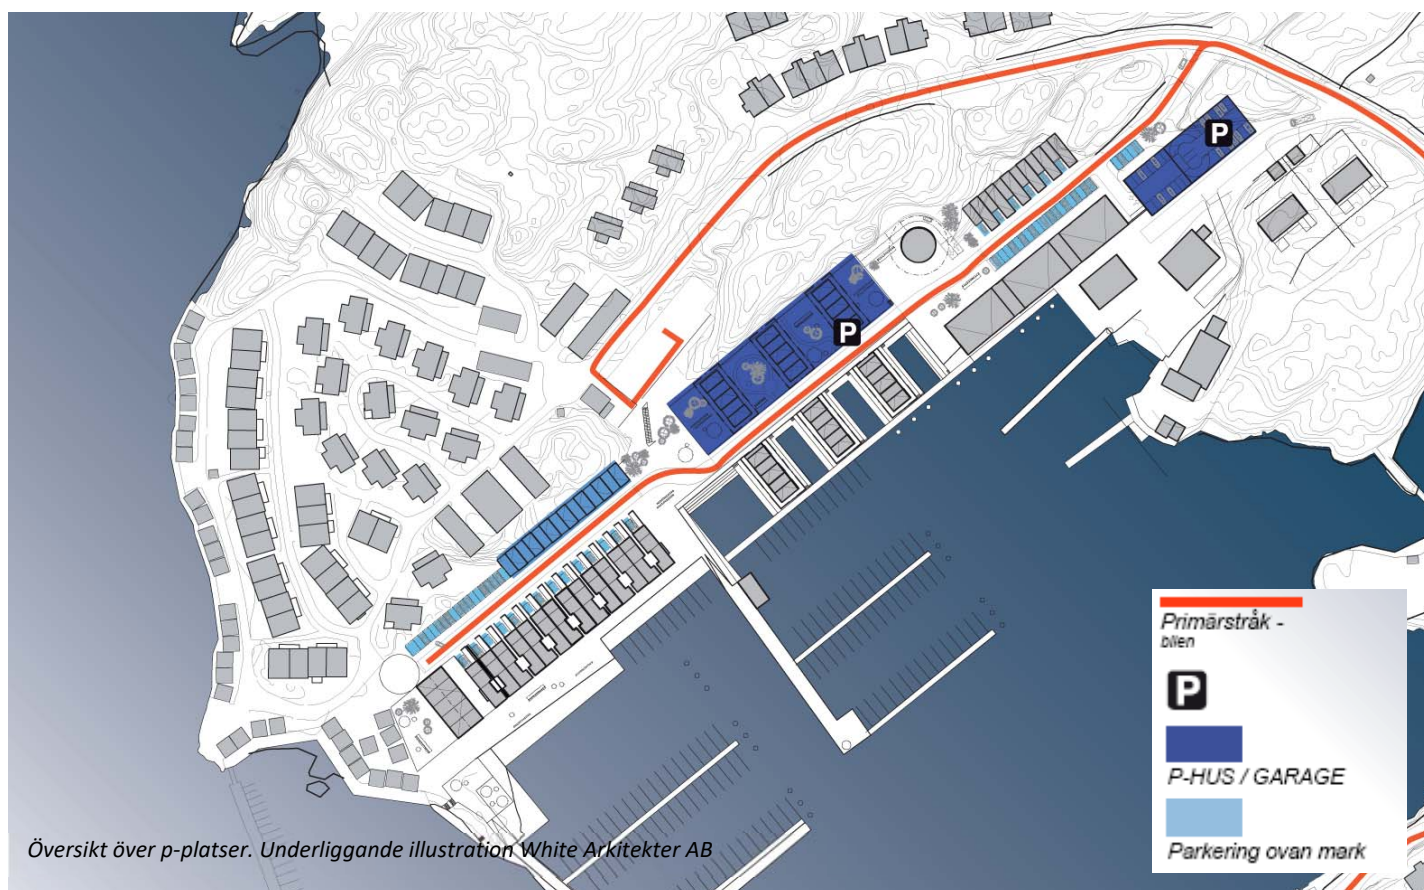 P
P
Primärstråk -
bilen
P
P-HUS / GARAGE
Parkering ovan mark
Översikt över p-platser. Underliggande illustration White Arkitekter AB